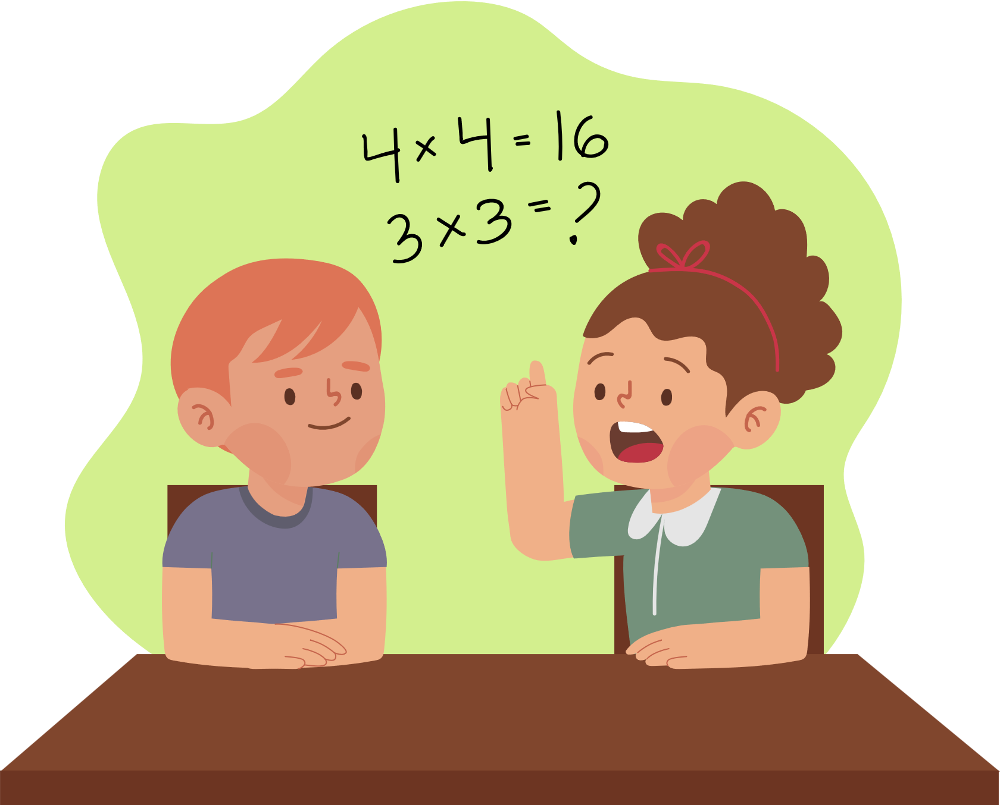 4 × 4 = 16
3 × 3 = ?